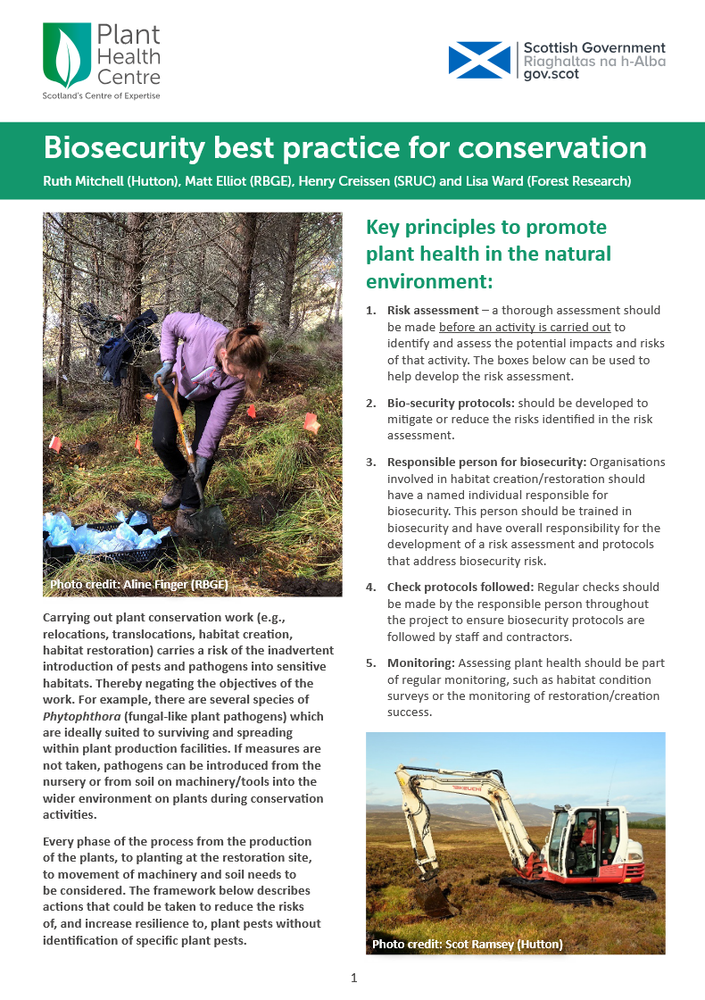 Plant
Health
Centre
Scotland's Centre of Expertise
Scottish Government
Riaghaltas na h-Alba
gov.scot
Biosecurity best practice for conservation
Ruth Mitchell (Hutton), Matt Elliot (RBGE), Henry Creissen (SRUC) and Lisa Ward (Forest Research)
Photo credit: Aline Finger (RBGE)
Carrying out plant conservation work (e.g.,
relocations, translocations, habitat creation,
habitat restoration) carries a risk of the inadvertent
introduction of pests and pathogens into sensitive
habitats. Thereby negating the objectives of the
work. For example, there are several species of
Phytophthora (fungal-like plant pathogens) which
are ideally suited to surviving and spreading
within plant production facilities. If measures are
not taken, pathogens can be introduced from the
nursery or from soil on machinery/tools into the
wider environment on plants during conservation
activities.
Every phase of the process from the production
of the plants, to planting at the restoration site,
to movement of machinery and soil needs to
be considered. The framework below describes
actions that could be taken to reduce the risks
of, and increase resilience to, plant pests without
identification of specific plant pests.
Key principles to promote
plant health in the natural
environment:
1. Risk assessment – a thorough assessment should
be made before an activity is carried out to
identify and assess the potential impacts and risks
of that activity. The boxes below can be used to
help develop the risk assessment.
2. Bio-security protocols: should be developed to
mitigate or reduce the risks identified in the risk
assessment.
3. Responsible person for biosecurity: Organisations
involved in habitat creation/restoration should
have a named individual responsible for
biosecurity. This person should be trained in
biosecurity and have overall responsibility for the
development of a risk assessment and protocols
that address biosecurity risk.
4. Check protocols followed: Regular checks should
be made by the responsible person throughout
the project to ensure biosecurity protocols are
followed by staff and contractors.
5. Monitoring: Assessing plant health should be part
of regular monitoring, such as habitat condition
surveys or the monitoring of restoration/creation
success.
TAKEUCHI
Photo credit: Scot Ramsey (Hutton)
1